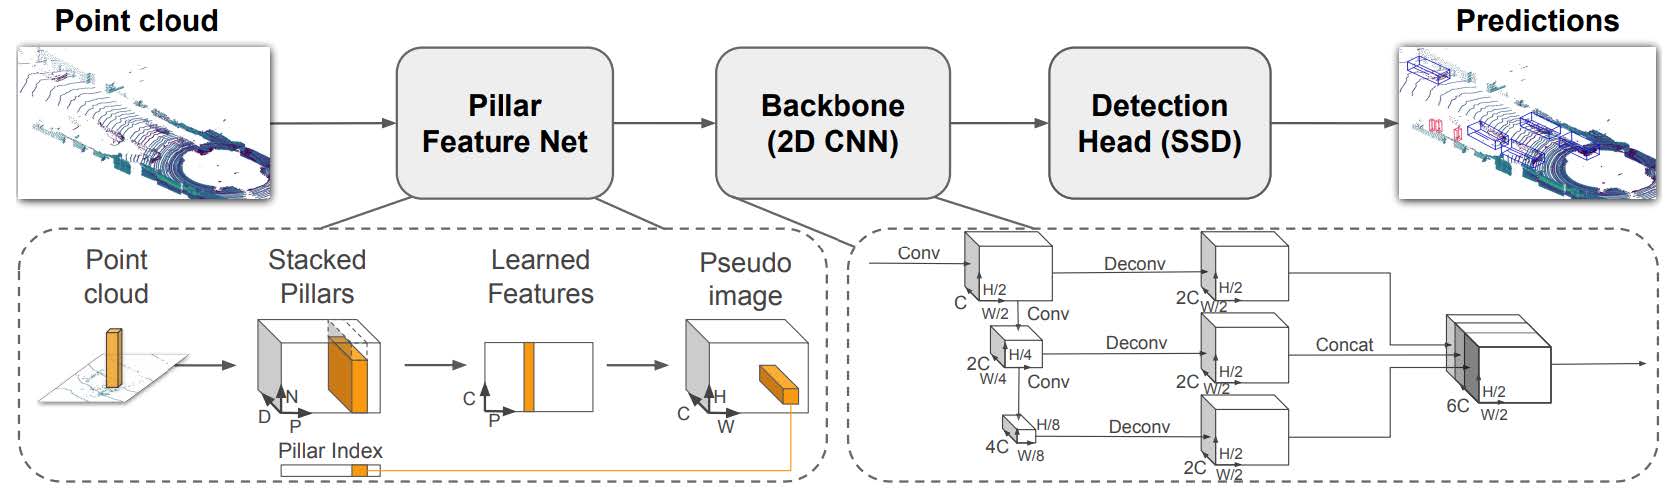 Point cloud
Predictions
Pillar
Feature Net
Backbone
(2D CNN)
Detection
Head (SSD)
Point
cloud
Stacked
Pillars
Learned
Features
Pseudo
image
D
N
P
C
P
C
H
W
Pillar Index
Conv
C
H/2
W/2
Deconv
2C
H/2
W/2
Conv
2C
H/4
W/4
Deconv
2C
H/2
W/2
Concat
6C
H/2
W/2
Conv
4C
H/8
W/8
Deconv
2C
H/2
W/2